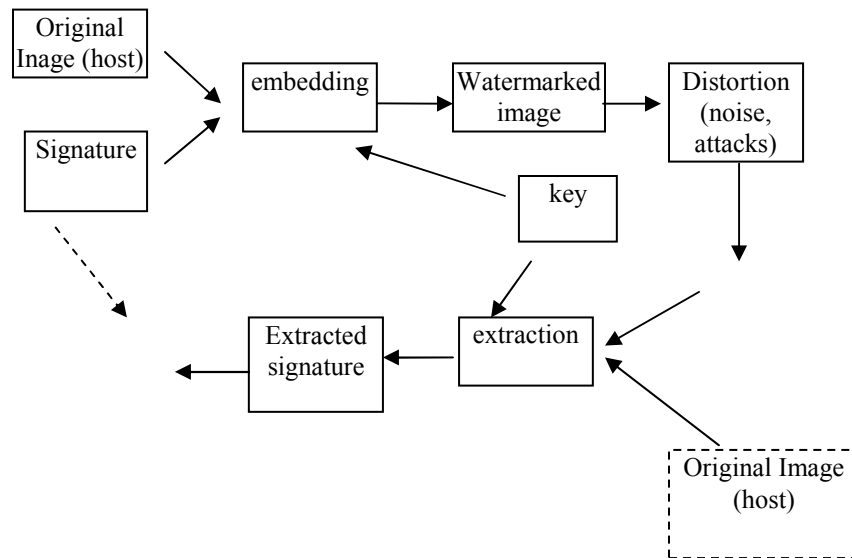 Original
Inage (host)
embedding
Watermarked
image
Distortion
(noise,
attacks)
Signature
key
Extracted
signature
extraction
Original Image
(host)